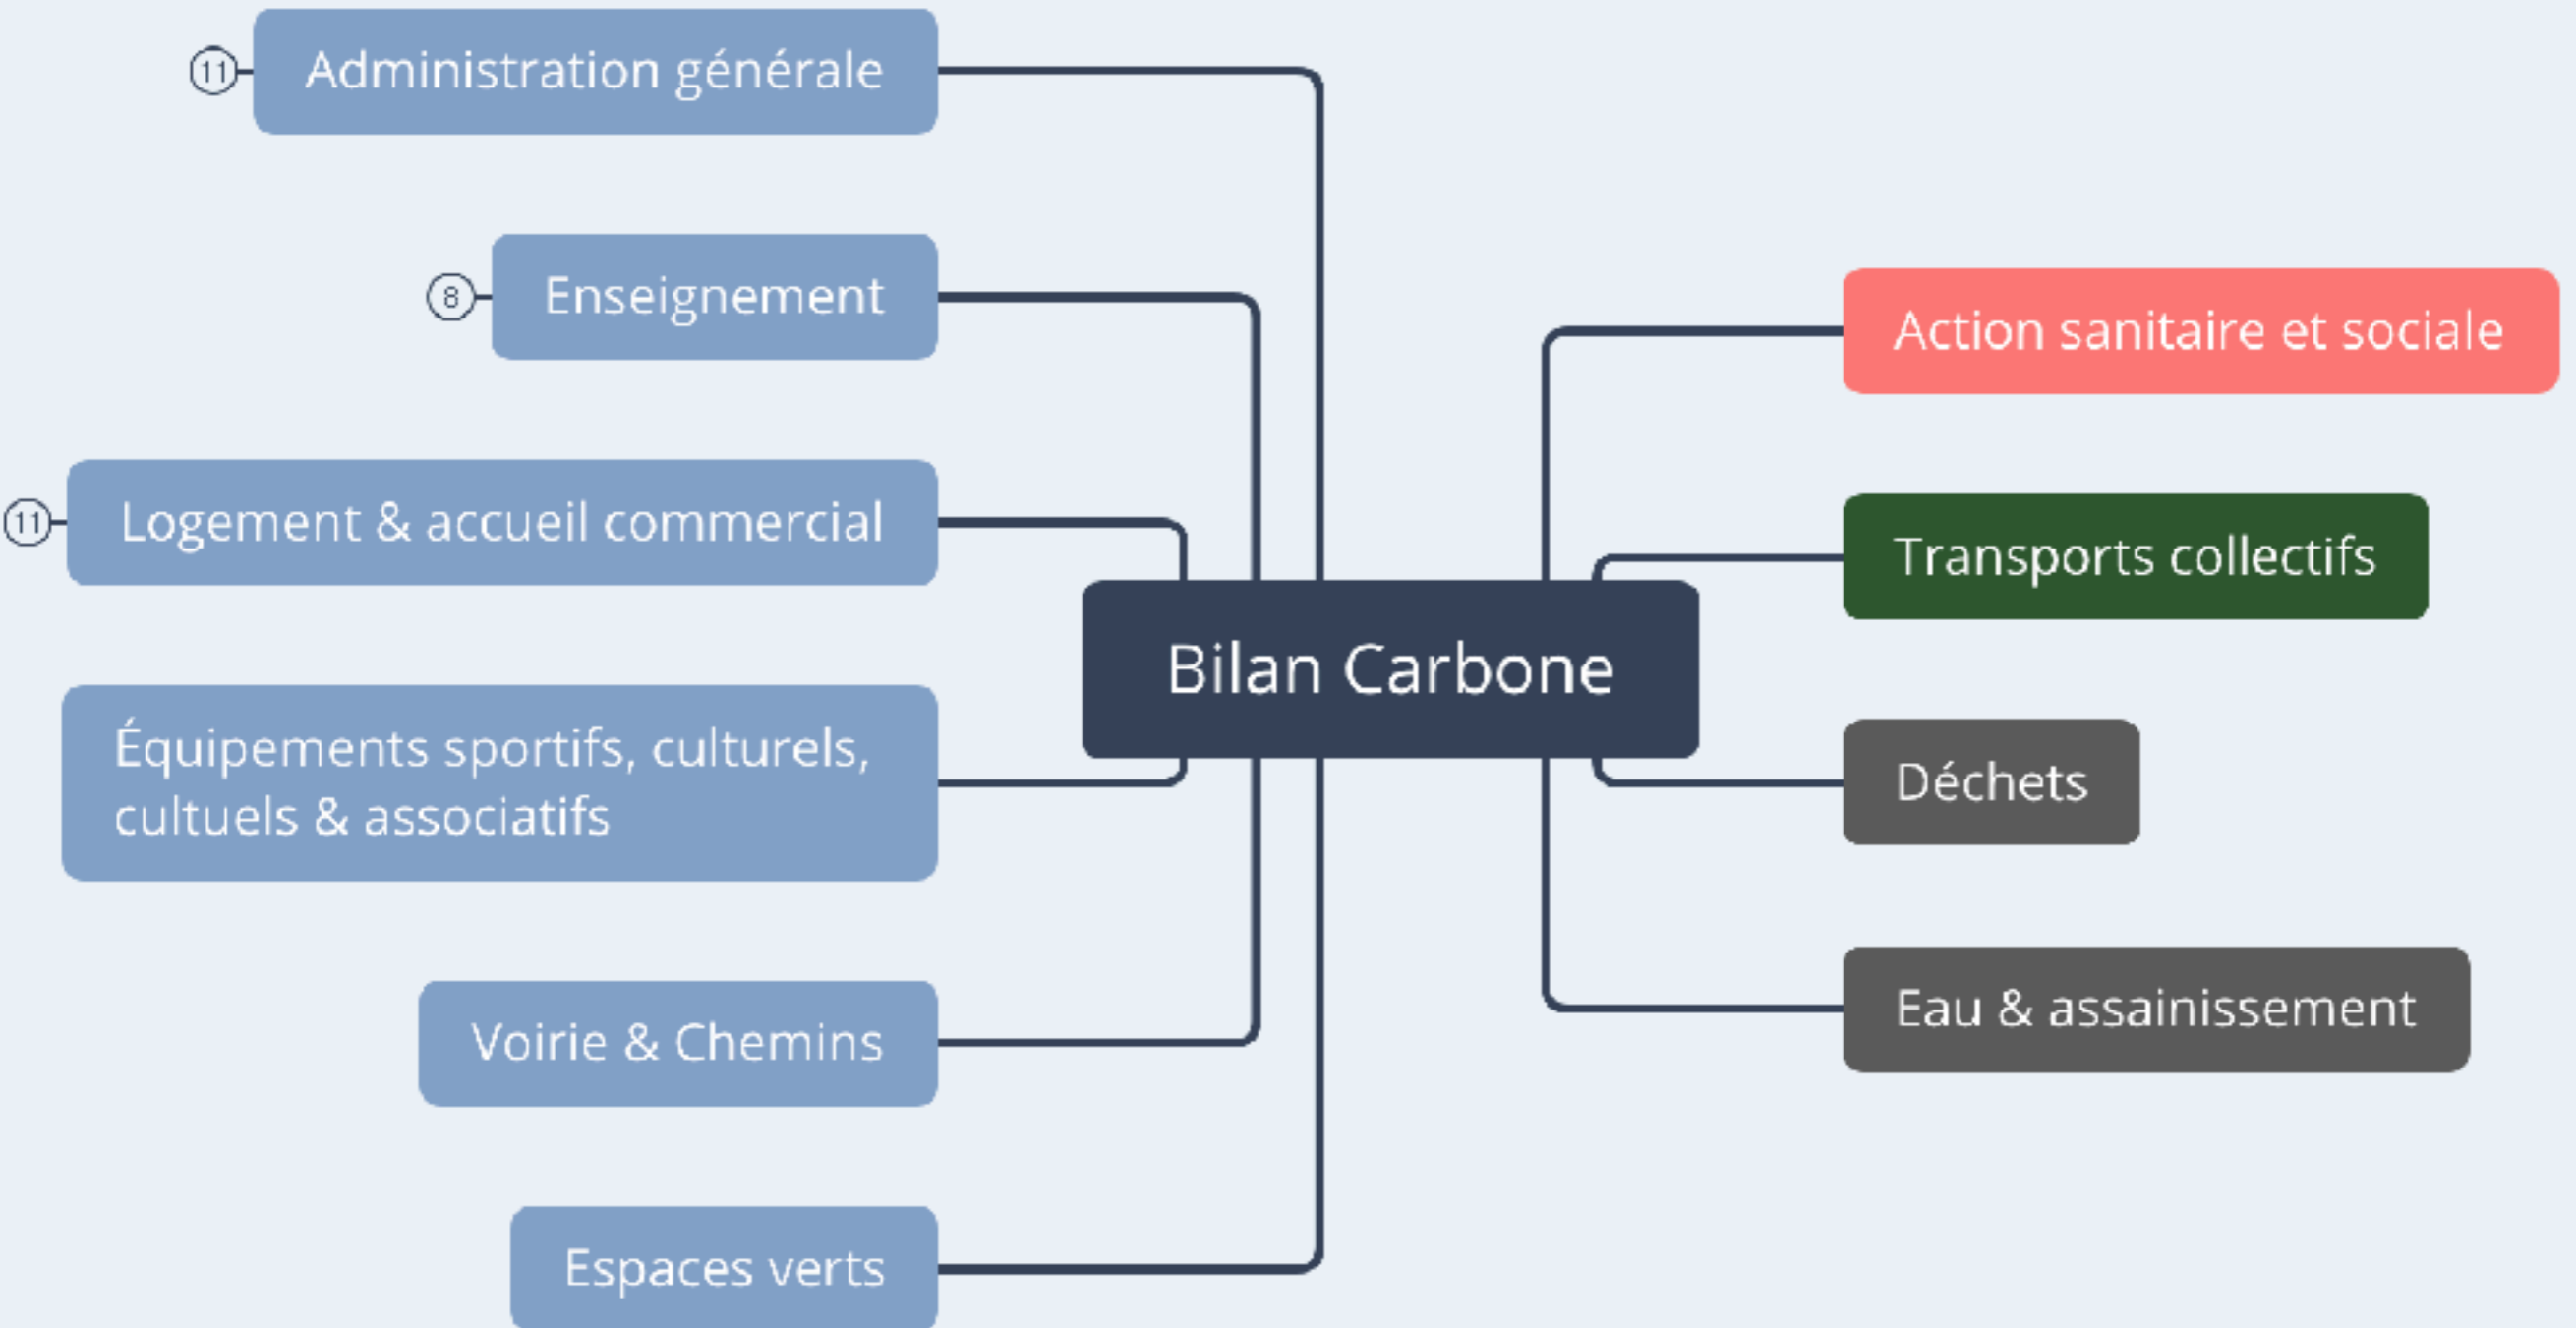 11
Administration générale
8
Enseignement
11
Logement & accueil commercial
Équipements sportifs, culturels,
cultuels & associatifs
Voirie & Chemins
Espaces verts
Bilan Carbone
Action sanitaire et sociale
Transports collectifs
Déchets
Eau & assainissement